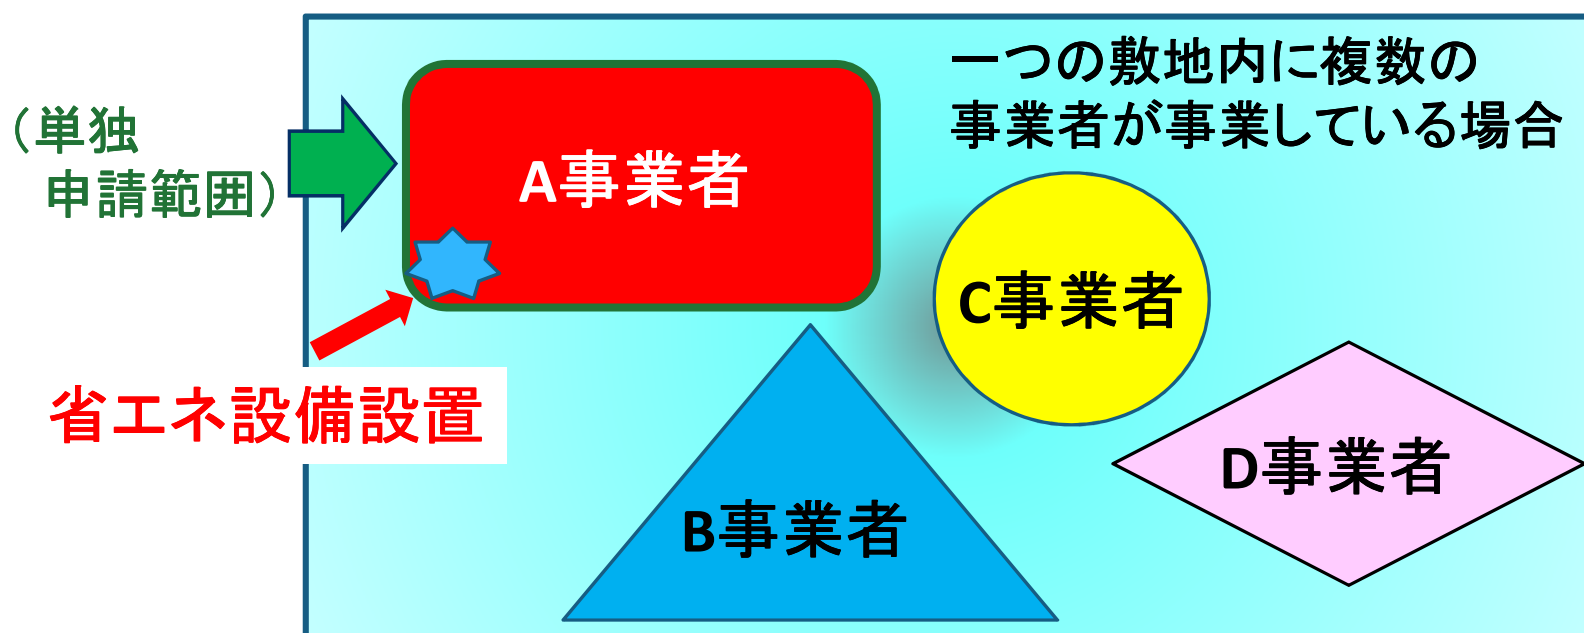 一つの敷地内に複数の
事業者が事業している場合
（単独
申請範囲）
A事業者
C事業者
省エネ設備設置
D事業者
B事業者